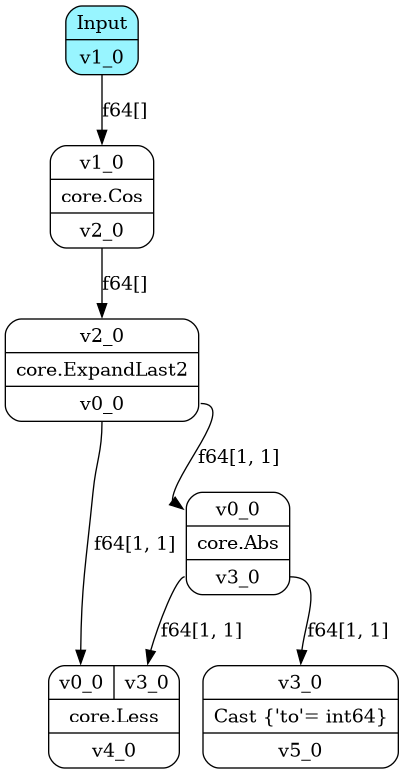 Input
v1_0
f64[]
v1_0
core.Cos
v2_0
f64[]
v2_0
core.ExpandLast2
v0_0
f64[1, 1]
v0_0
core.Abs
v3_0
f64[1, 1]
f64[1, 1]
f64[1, 1]
v0_0 v3_0
core.Less
v4_0
v3_0
Cast {'to'= int64}
v5_0